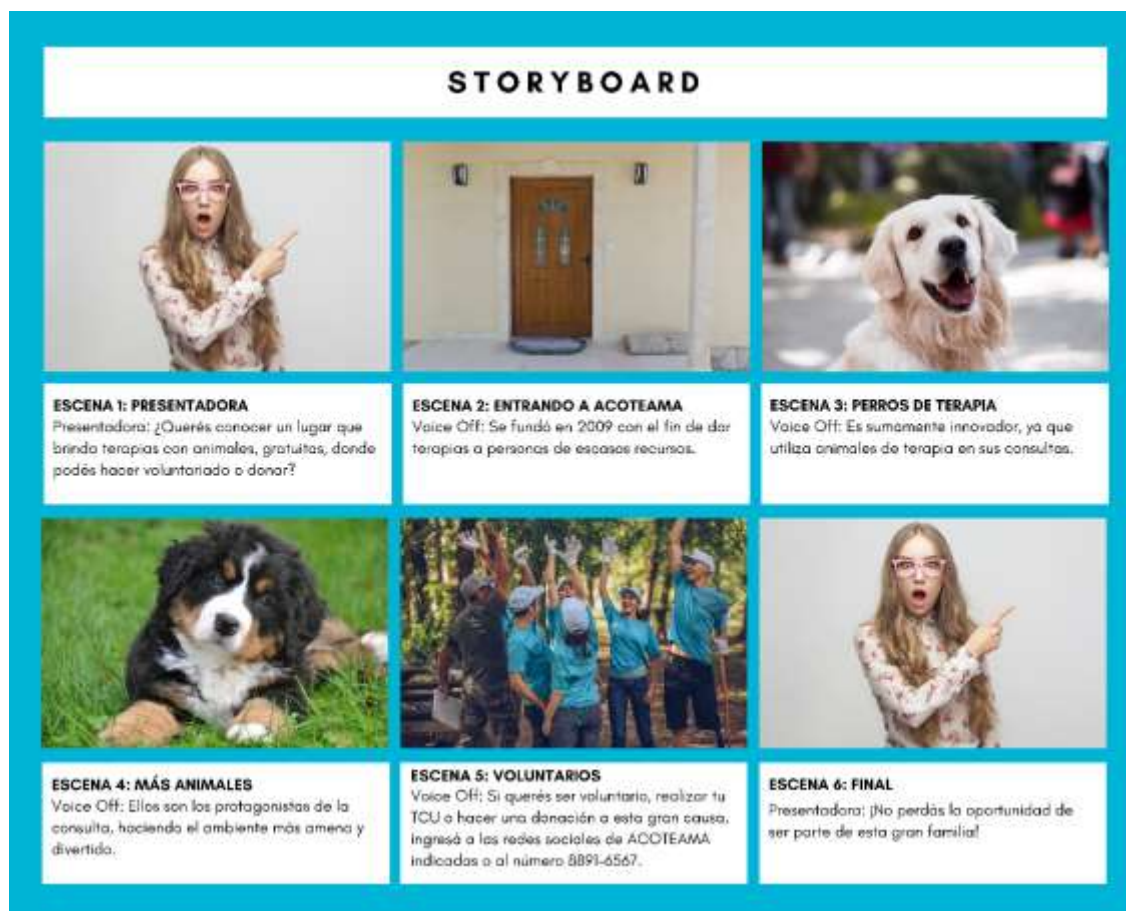 STORYBOARD
ESCENA 1: PRESENTADORA
Presentadora: ¿Querés conocer un lugar que
brinda terapias con animales, gratuitas, donde
podés hacer voluntariado o donar?
ESCENA 2: ENTRANDO A ACOTEAMA
Voice Off: Se fundó en 2009 con el fin de dar
terapias a personas de escasos recursos.
ESCENA 3: PERROS DE TERAPIA
Voice Off: Es sumamente innovador, ya que
utiliza animales de terapia en sus consultas.
ESCENA 4: MÁS ANIMALES
Voice Off: Ellos son los protagonistas de la
consulta, haciendo el ambiente más ameno y
divertido.
ESCENA 5: VOLUNTARIOS
Voice Off: Si querés ser voluntario, realizar tu
TCU o hacer una donación a esta gran causa,
ingresá a las redes sociales de ACOTEAMA
indicadas o al número 8891-6567.
ESCENA 6: FINAL
Presentadora: ¡No perdás la oportunidad de
ser parte de esta gran familia!